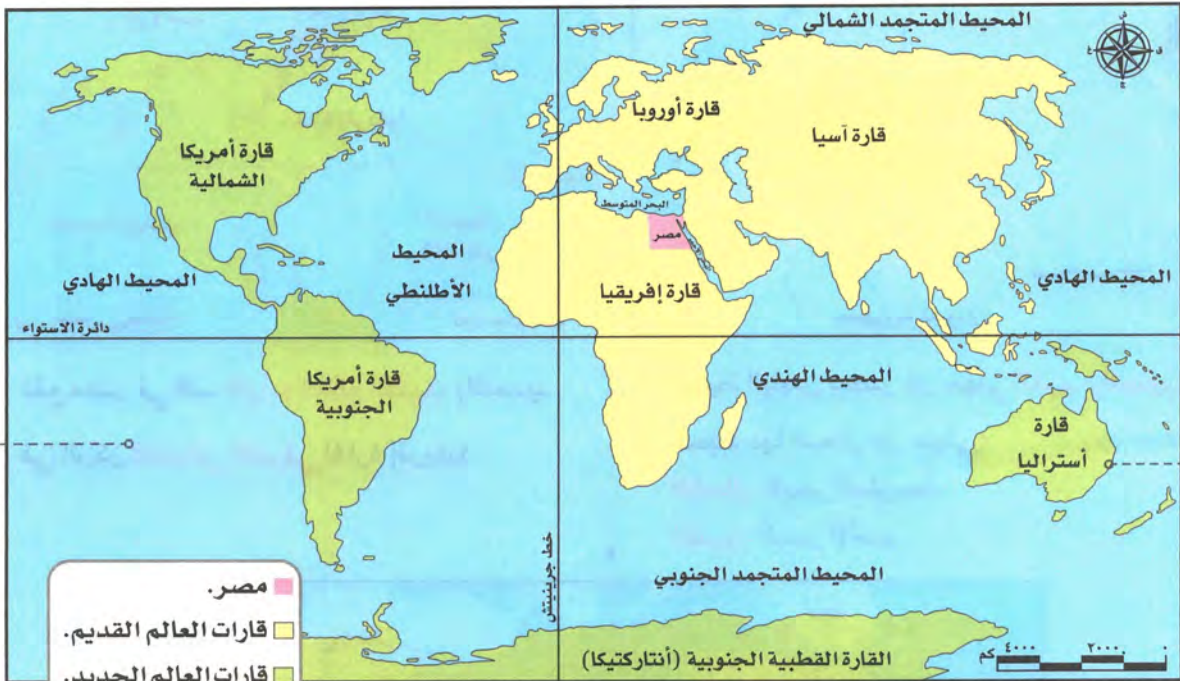 المحيط المتجمد الشمالي
ش
ق
غ
ج
قارة أوروبا
قارة آسيا
قارة أمريكا
الشمالية
البحر المتوسط
مصر
المحيط
الأطلنطي
المحيط الهادي
المحيط الهادي
قارة إفريقيا
دائرة الاستواء
المحيط الهندي
قارة أمريكا
الجنوبية
قارة
أستراليا
خط جرينيتش
المحيط المتجمد الجنوبي
القارة القطبية الجنوبية (أنتاركتيكا)
مصر.
قارات العالم القديم.
قارات العالم الجديد.
٠ ٢٠٠٠ ٤٠٠٠ كم